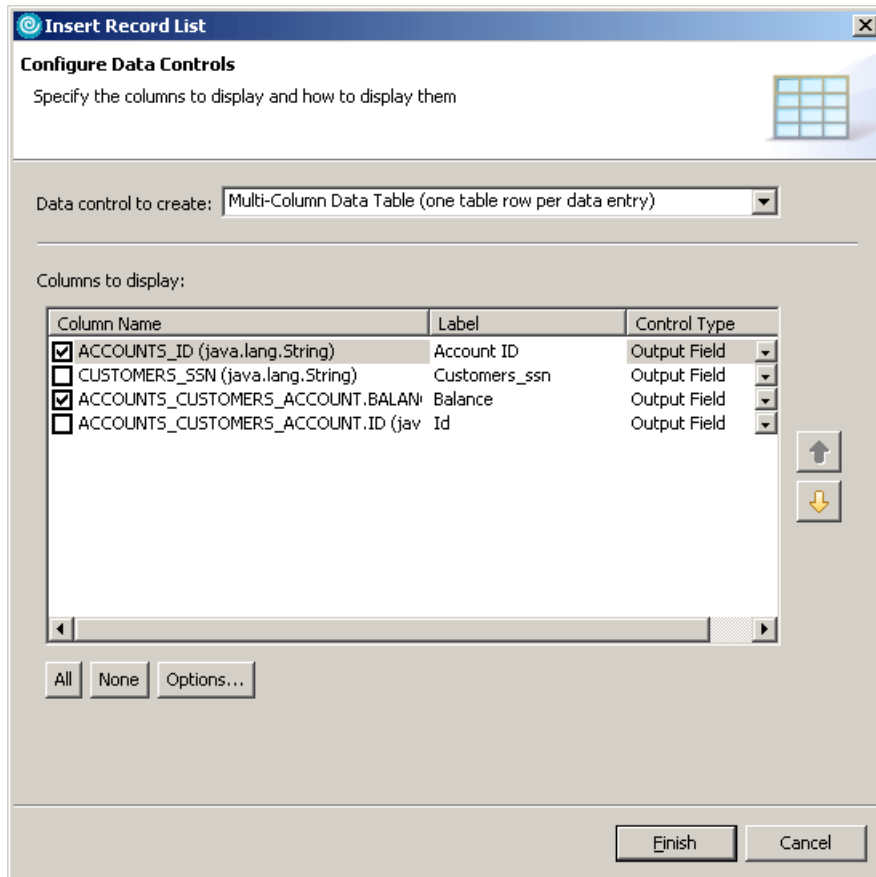 Insert Record List
Configure Data Controls
Specify the columns to display and how to display them
Data control to create: Multi-Column Data Table (one table row per data entry)
Columns to display:
Column Name Label Control Type
ACCOUNTS_ID (java.lang.String) Account ID Output Field
CUSTOMERS_SSN (java.lang.String) Customers_ssn Output Field
ACCOUNTS_CUSTOMERS_ACCOUNT.BALAN Balance Output Field
ACCOUNTS_CUSTOMERS_ACCOUNT.ID (jav Id Output Field
All None Options...
Finish Cancel